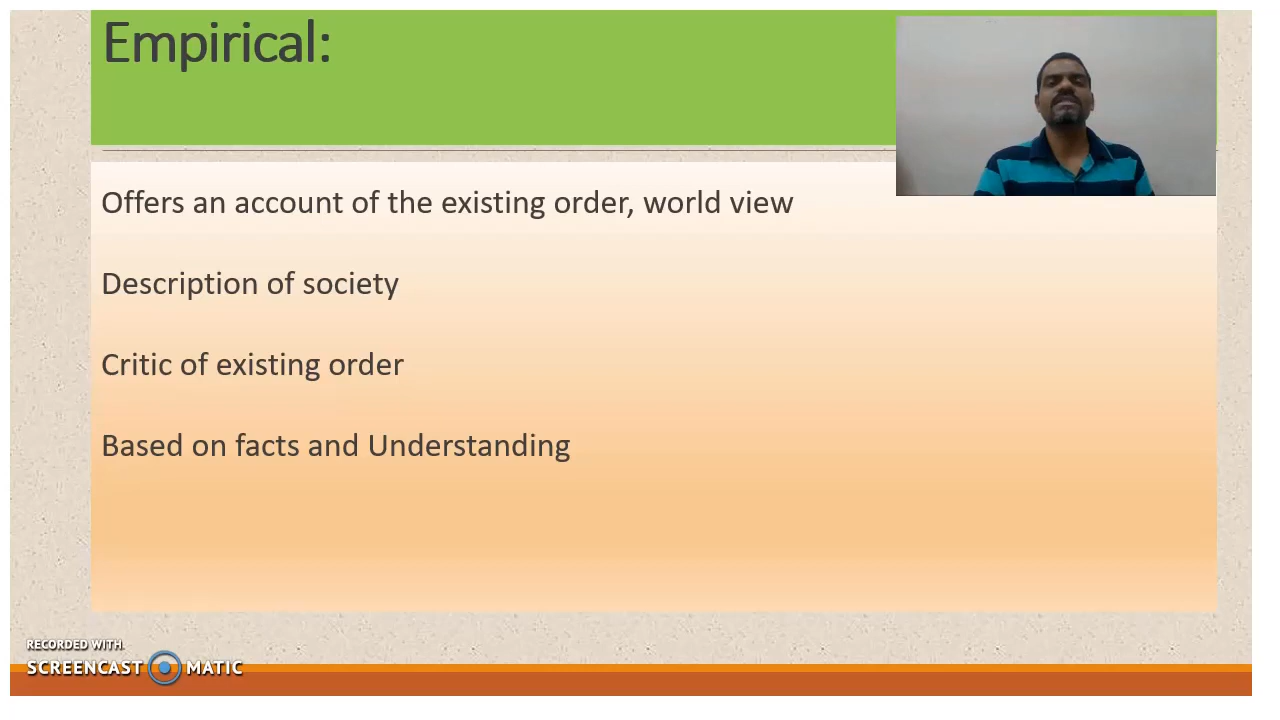 Empirical:
Offers an account of the existing order, world view
Description of society
Critic of existing order
Based on facts and Understanding
RECORDED WITH
SCREENCAST MATIC